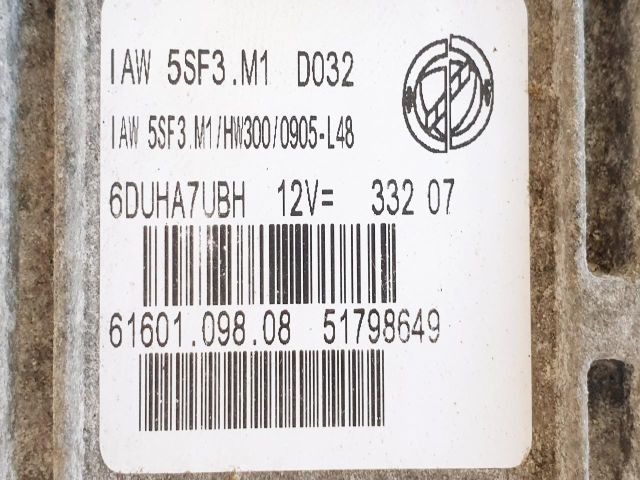 IAW 5SF3.M1 D032
IAW 5SF3.M1/HW300/0905-L48
6DUHA7UBH 12V= 332 07
61601.098.08 51798649